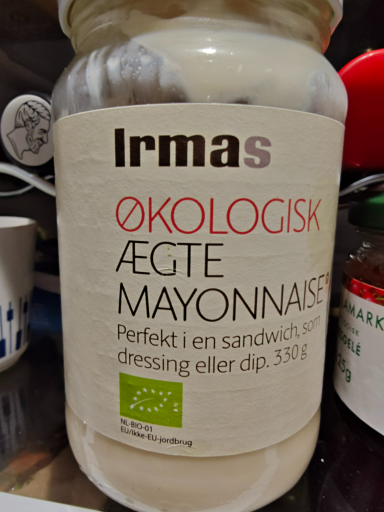 Irmas
ØKOLOGISK
ÆGTE
MAYONNAISE*
Perfekt i en sandwich, som
dressing eller dip. 330 g
NL-BIO-01
EU/Ikke-EU-jordbrug
LAMARK